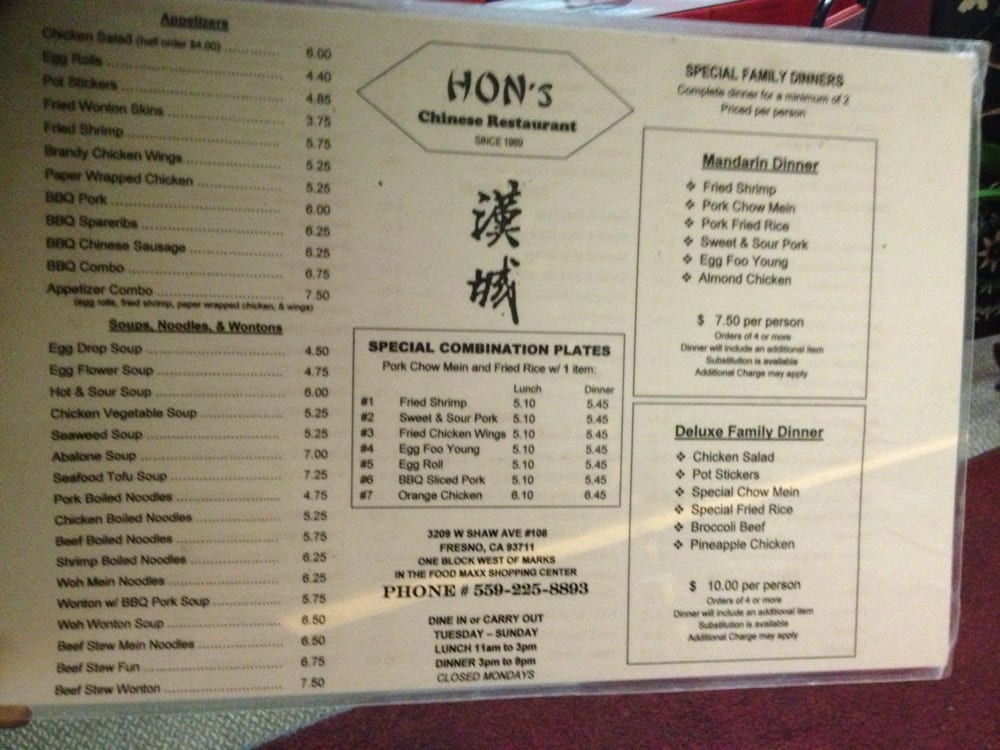 Appetizers
Chicken Salad (half order $4.00) 6.00
Egg Rolls 4.40
Pot Stickers 4.85
Fried Wonton Skins 3.75
Fried Shrimp 5.75
Brandy Chicken Wings 5.25
Paper Wrapped Chicken 5.25
BBQ Pork 6.00
BBQ Spareribs 6.25
BBQ Chinese Sausage 6.25
BBQ Combo 6.75
Appetizer Combo 7.50
(egg rolls, fried shrimp, paper wrapped chicken, & wings)
Soups, Noodles, & Wontons
Egg Drop Soup 4.50
Egg Flower Soup 4.75
Hot & Sour Soup 6.00
Chicken Vegetable Soup 5.25
Seaweed Soup 5.25
Abalone Soup 7.00
Seafood Tofu Soup 7.25
Pork Boiled Noodles 4.75
Chicken Boiled Noodles 5.25
Beef Boiled Noodles 5.75
Shrimp Boiled Noodles 6.25
Woh Mein Noodles 6.25
Wonton w/ BBQ Pork Soup 5.75
Woh Wonton Soup 6.50
Beef Stew Mein Noodles 6.50
Beef Stew Fun 6.75
Beef Stew Wonton 7.50
HON'S
Chinese Restaurant
SINCE 1989
漢
城
SPECIAL COMBINATION PLATES
Pork Chow Mein and Fried Rice w/ 1 item:
Lunch Dinner
#1 Fried Shrimp 5.10 5.45
#2 Sweet & Sour Pork 5.10 5.45
#3 Fried Chicken Wings 5.10 5.45
#4 Egg Foo Young 5.10 5.45
#5 Egg Roll 5.10 5.45
#6 BBQ Sliced Pork 5.10 5.45
#7 Orange Chicken 6.10 6.45
3209 W SHAW AVE #108
FRESNO, CA 93711
ONE BLOCK WEST OF MARKS
IN THE FOOD MAXX SHOPPING CENTER
PHONE # 559-225-8893
DINE IN or CARRY OUT
TUESDAY – SUNDAY
LUNCH 11am to 3pm
DINNER 3pm to 9pm
CLOSED MONDAYS
SPECIAL FAMILY DINNERS
Complete dinner for a minimum of 2
Priced per person
Mandarin Dinner
❖ Fried Shrimp
❖ Pork Chow Mein
❖ Pork Fried Rice
❖ Sweet & Sour Pork
❖ Egg Foo Young
❖ Almond Chicken
$ 7.50 per person
Orders of 4 or more
Dinner will include an additional item
Substitution is available
Additional Charge may apply
Deluxe Family Dinner
❖ Chicken Salad
❖ Pot Stickers
❖ Special Chow Mein
❖ Special Fried Rice
❖ Broccoli Beef
❖ Pineapple Chicken
$ 10.00 per person
Orders of 4 or more
Dinner will include an additional item
Substitution is available
Additional Charge may apply